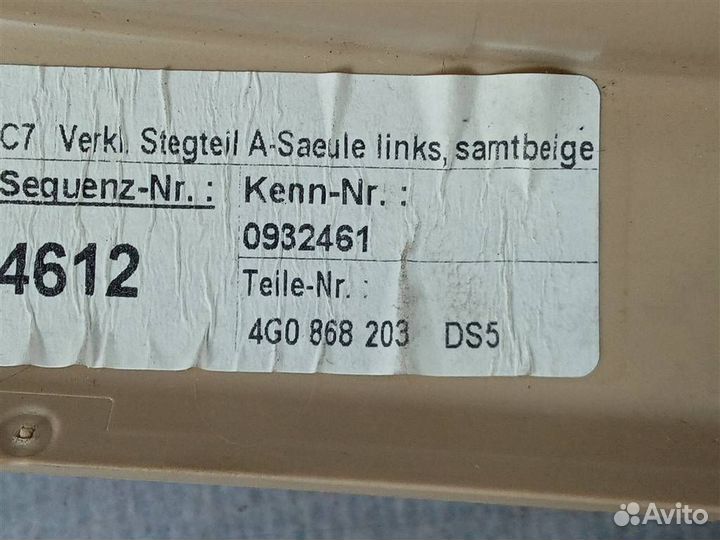 C7 Verkl. Stegteil A-Saeule links, samtbeige
Sequenz-Nr. :
4612
Kenn-Nr. :
0932461
Teile-Nr. :
4G0 868 203 DS5
Avito